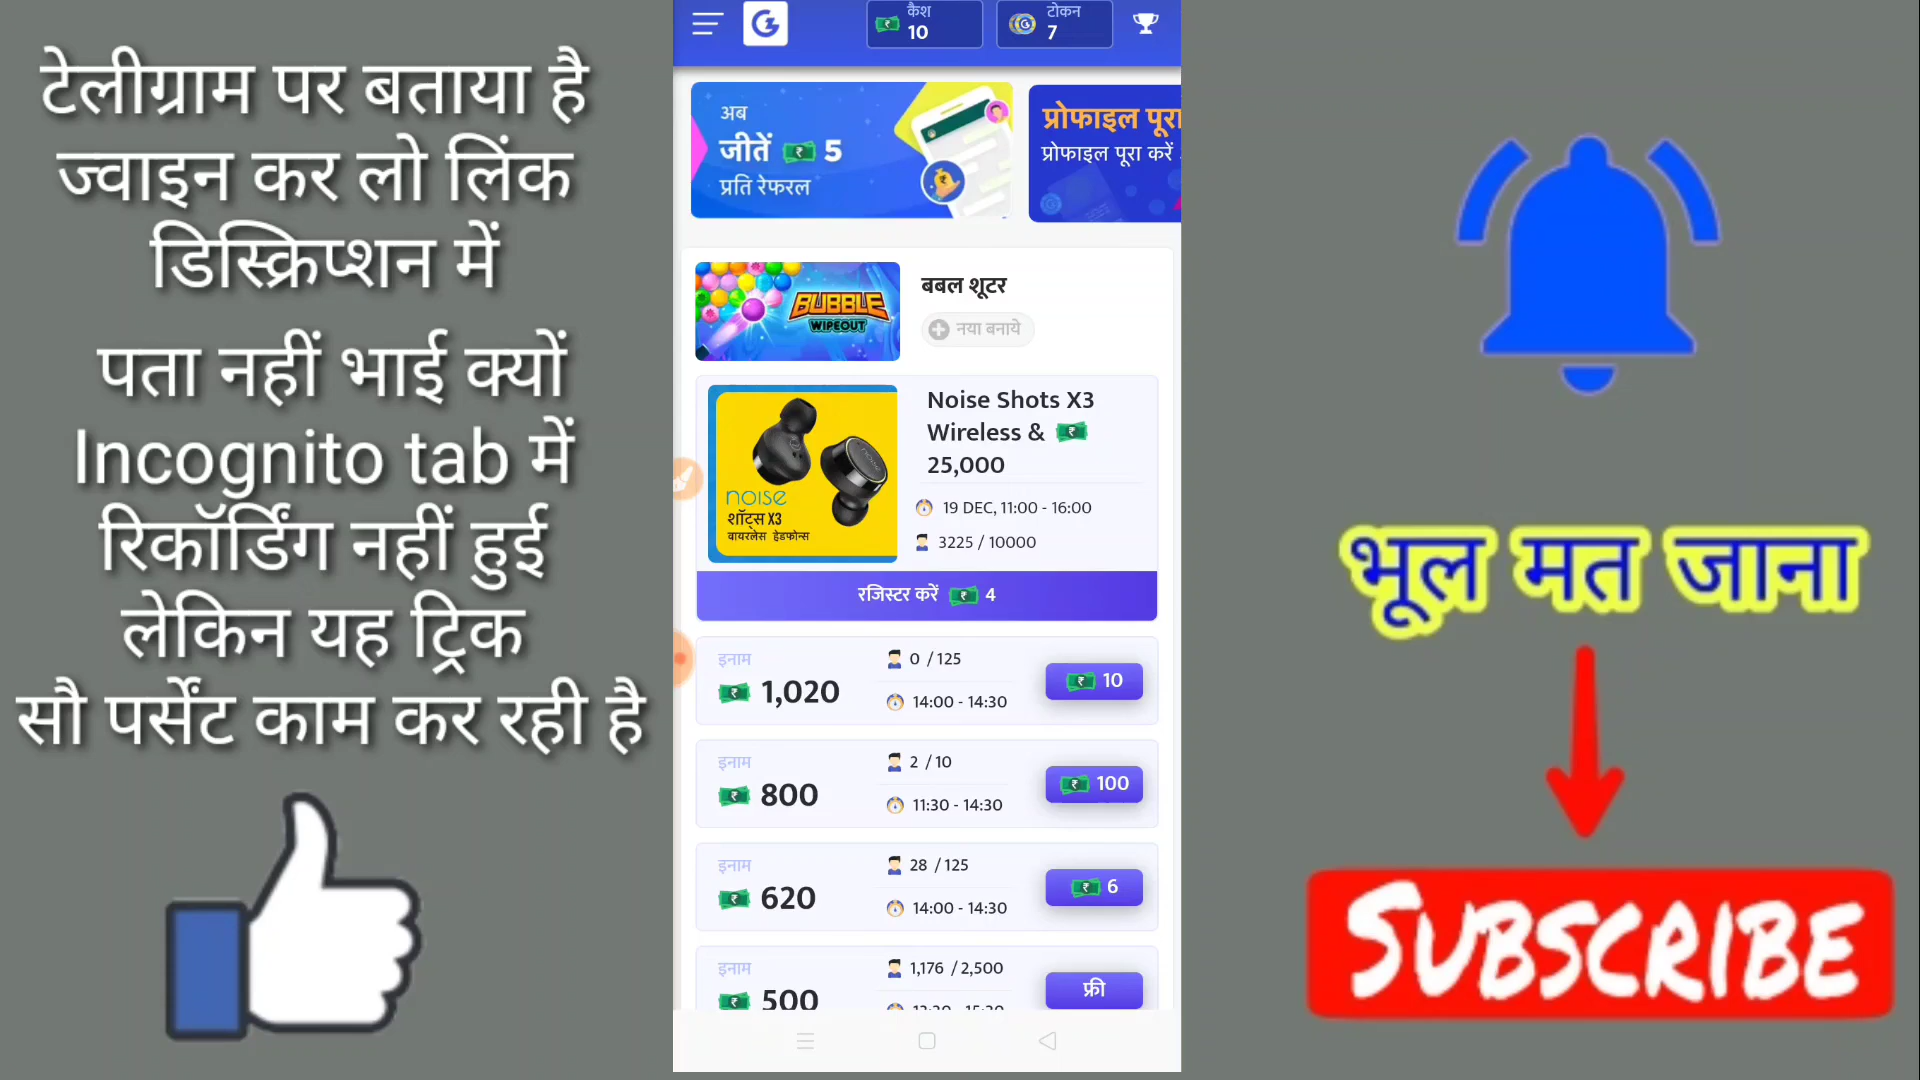 टेलीग्राम पर बताया है
ज्वाइन कर लो लिंक
डिस्क्रिप्शन में
पता नहीं भाई क्यों
Incognito tab में
रिकॉर्डिंग नहीं हुई
लेकिन यह ट्रिक
सौ पर्सेंट काम कर रही है
कैश
10
टोकन
7
अब
जीतें 5
प्रति रेफरल
प्रोफाइल पूरा
प्रोफाइल पूरा करें
BUBBLE
WIPEOUT
बबल शूटर
नया बनाये
noise
शॉट्स X3
वायरलेस हेडफोन्स
Noise Shots X3
Wireless &
25,000
19 DEC, 11:00 - 16:00
3225 / 10000
रजिस्टर करें 4
इनाम
1,020
0 / 125
14:00 - 14:30
10
इनाम
800
2 / 10
11:30 - 14:30
100
इनाम
620
28 / 125
14:00 - 14:30
6
इनाम
500
1,176 / 2,500
फ्री
भूल मत जाना
SUBSCRIBE